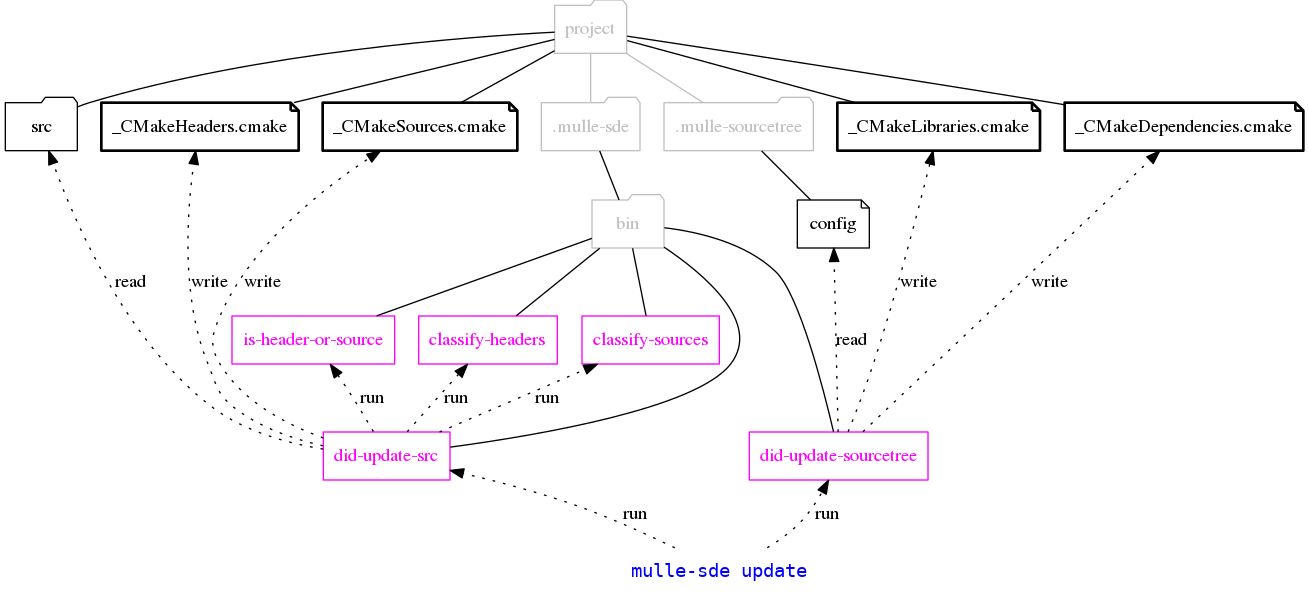 project
src
_CMakeHeaders.cmake
_CMakeSources.cmake
.mulle-sde
.mulle-sourcetree
_CMakeLibraries.cmake
_CMakeDependencies.cmake
bin
config
read
write
write
write
write
is-header-or-source
classify-headers
classify-sources
read
run
run
run
did-update-src
did-update-sourcetree
run
run
mulle-sde update